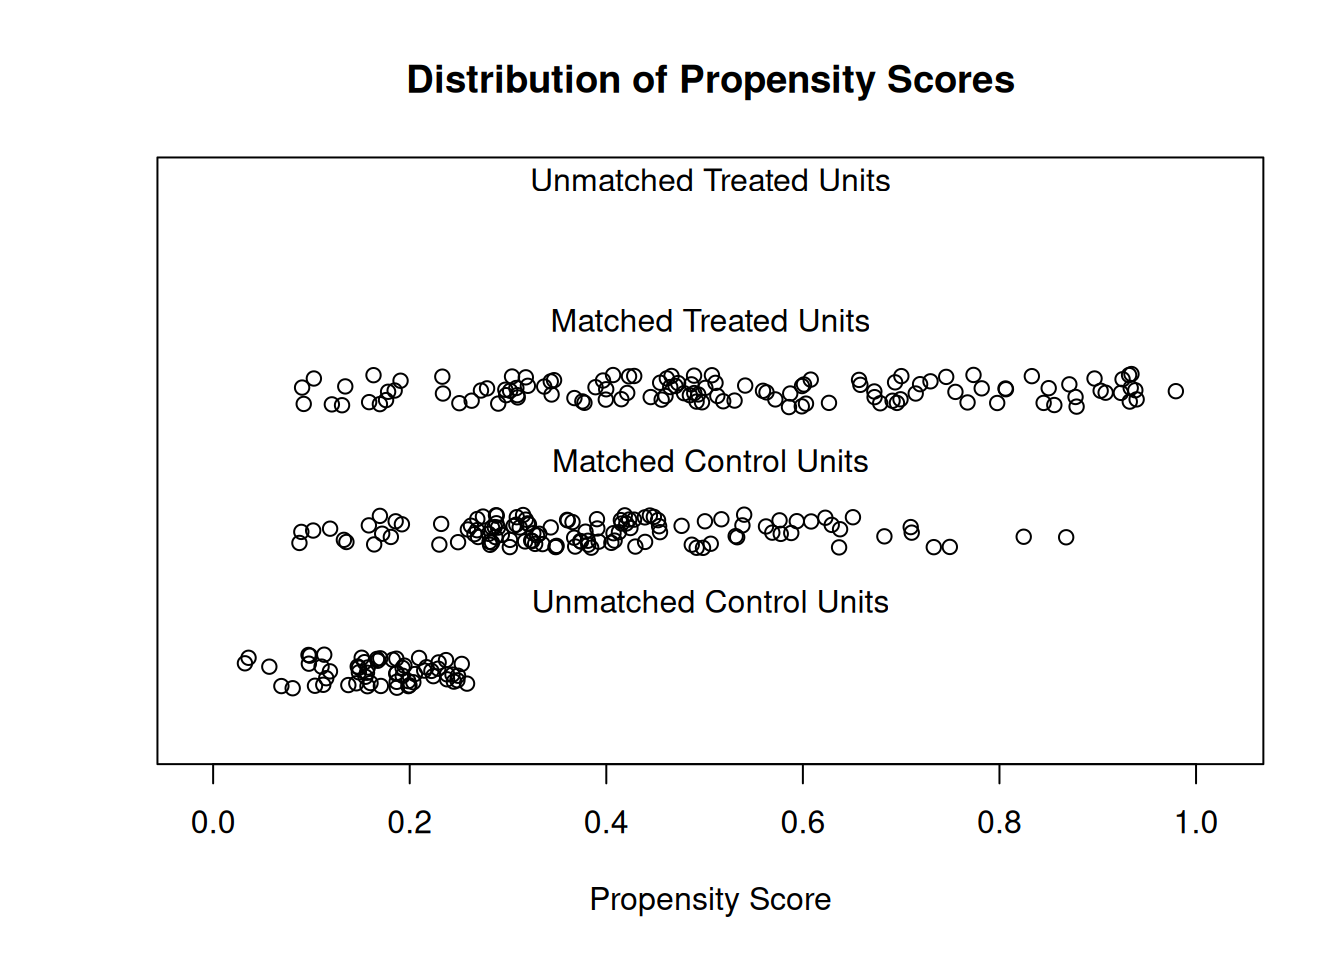 Distribution of Propensity Scores
Unmatched Treated Units
Matched Treated Units
Matched Control Units
Unmatched Control Units
0.0 0.2 0.4 0.6 0.8 1.0
Propensity Score